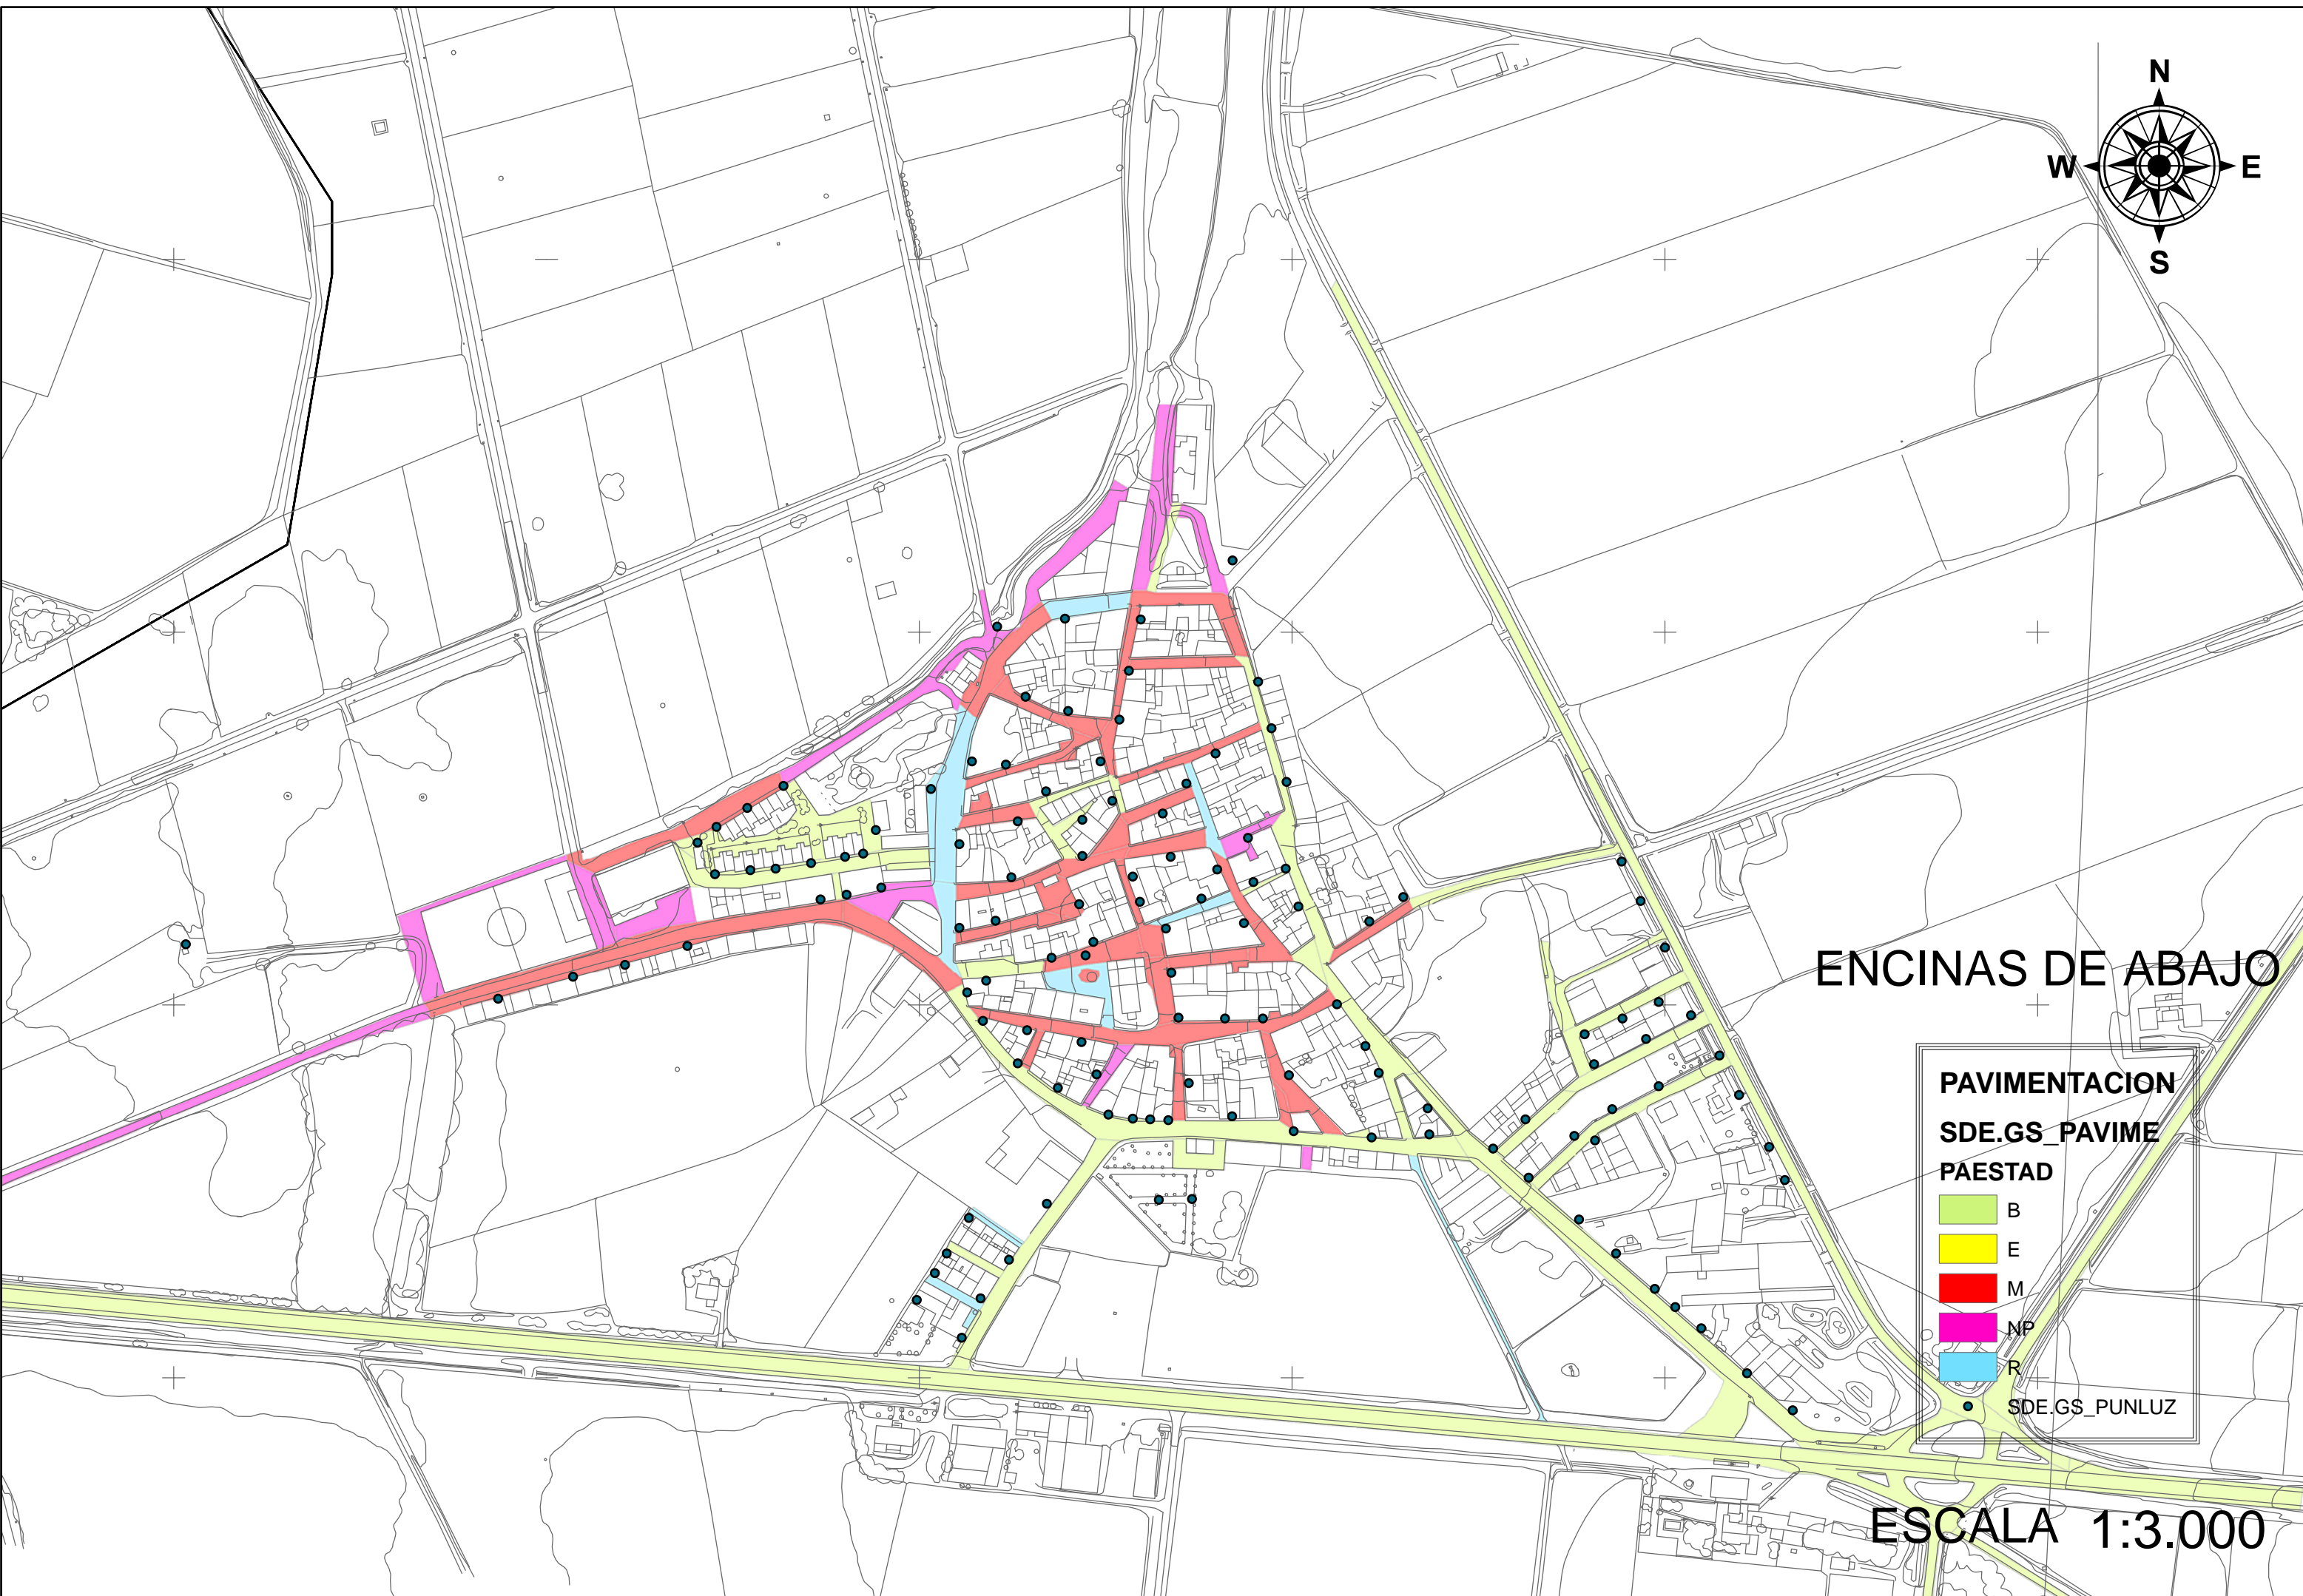 N
W E
S
ENCINAS DE ABAJO
PAVIMENTACION
SDE.GS_PAVIME
PAESTAD
B
E
M
NP
R
SDE.GS_PUNLUZ
ESCALA 1:3.000